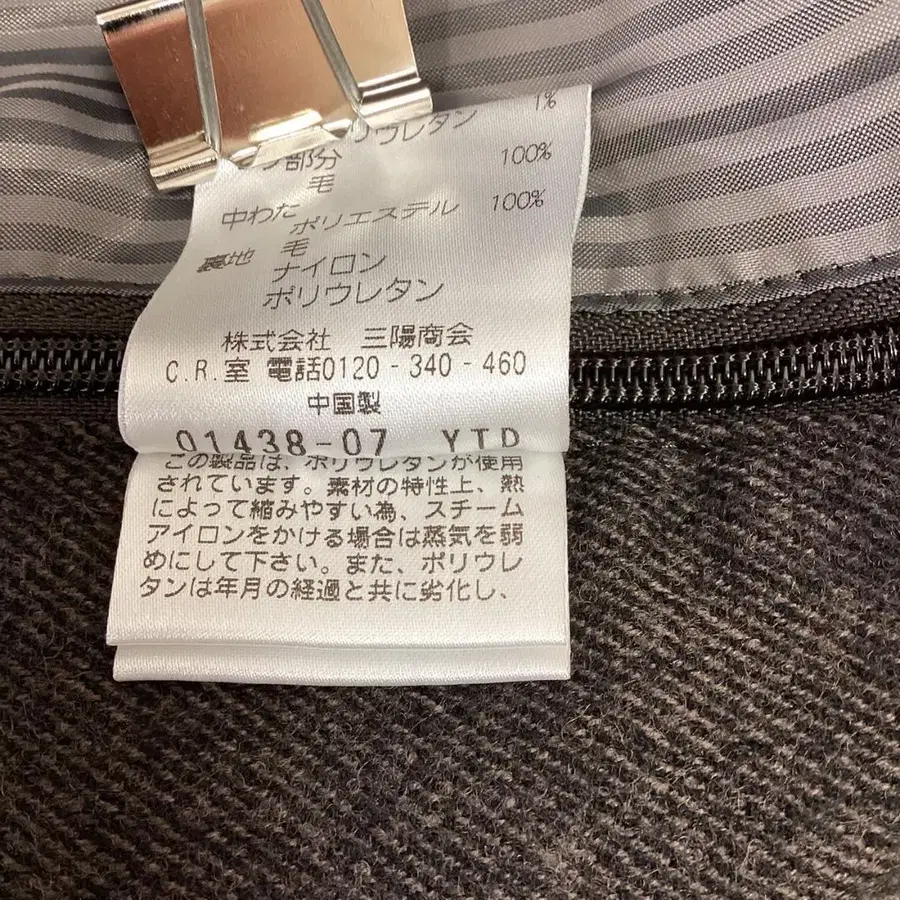 リウレタン 1%
部分
毛 100%
中わた
ポリエステル 100%
裏地 毛
ナイロン
ポリウレタン
株式会社 三陽商会
C.R.室 電話0120-340-460
中国製
01438-07 YTP
この製品は、ポリウレタンが使用
されています。素材の特性上、熱
によって縮みやすい為、スチーム
アイロンをかける場合は蒸気を弱
めにして下さい。また、ポリウレ
タンは年月の経過と共に劣化し、